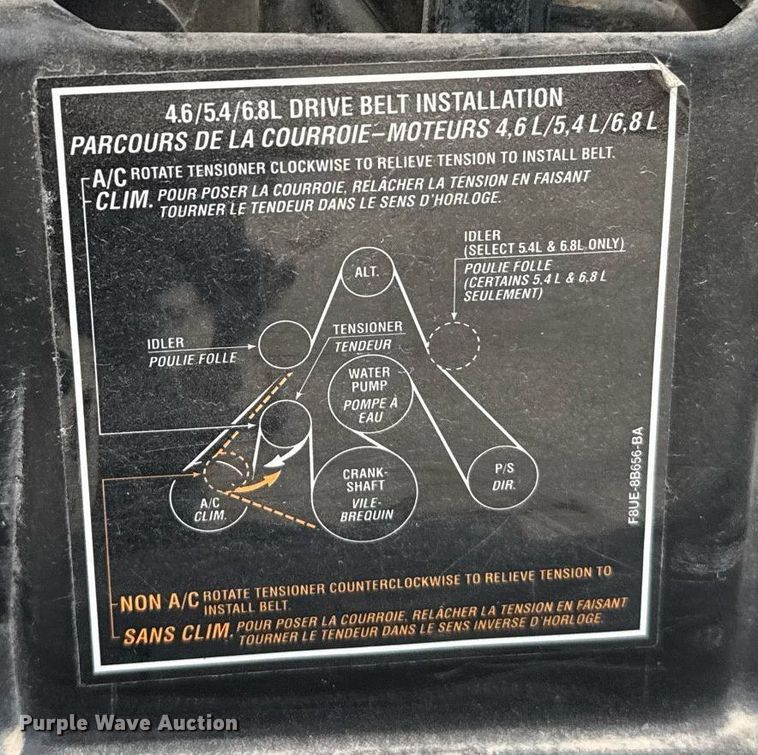 4.6/5.4/6.8L DRIVE BELT INSTALLATION
PARCOURS DE LA COURROIE-MOTEURS 4,6 L/5,4 L/6,8 L
A/C ROTATE TENSIONER CLOCKWISE TO RELIEVE TENSION TO INSTALL BELT.
CLIM. POUR POSER LA COURROIE, RELÂCHER LA TENSION EN FAISANT
TOURNER LE TENDEUR DANS LE SENS D'HORLOGE.
IDLER
(SELECT 5.4L & 6.8L ONLY)
POULIE FOLLE
(CERTAINS 5,4 L & 6,8 L
SEULEMENT)
ALT.
IDLER
POULIE FOLLE
TENSIONER
TENDEUR
WATER
PUMP
POMPE À
EAU
CRANK-
SHAFT
VILE-
BREQUIN
P/S
DIR.
A/C
CLIM.
F8UE-8B656-BA
NON A/C ROTATE TENSIONER COUNTERCLOCKWISE TO RELIEVE TENSION TO
INSTALL BELT.
SANS CLIM. POUR POSER LA COURROIE, RELÂCHER LA TENSION EN FAISANT
TOURNER LE TENDEUR DANS LE SENS INVERSE D'HORLOGE.
Purple Wave Auction